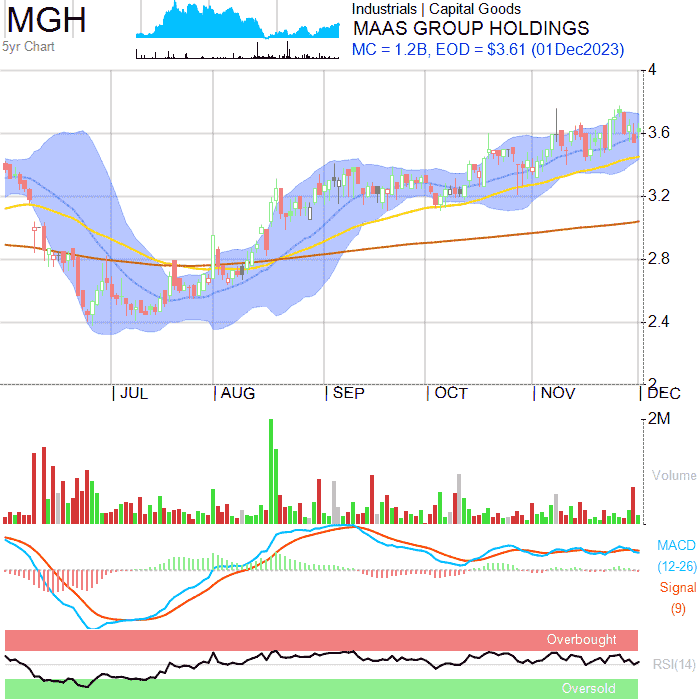 MGH
5yr Chart
Industrials | Capital Goods
MAAS GROUP HOLDINGS
MC = 1.2B, EOD = $3.61 (01Dec2023)
4
3.6
3.2
2.8
2.4
2
JUL AUG SEP OCT NOV DEC
2M
Volume
MACD
(12-26)
Signal
(9)
Overbought
RSI(14)
Oversold